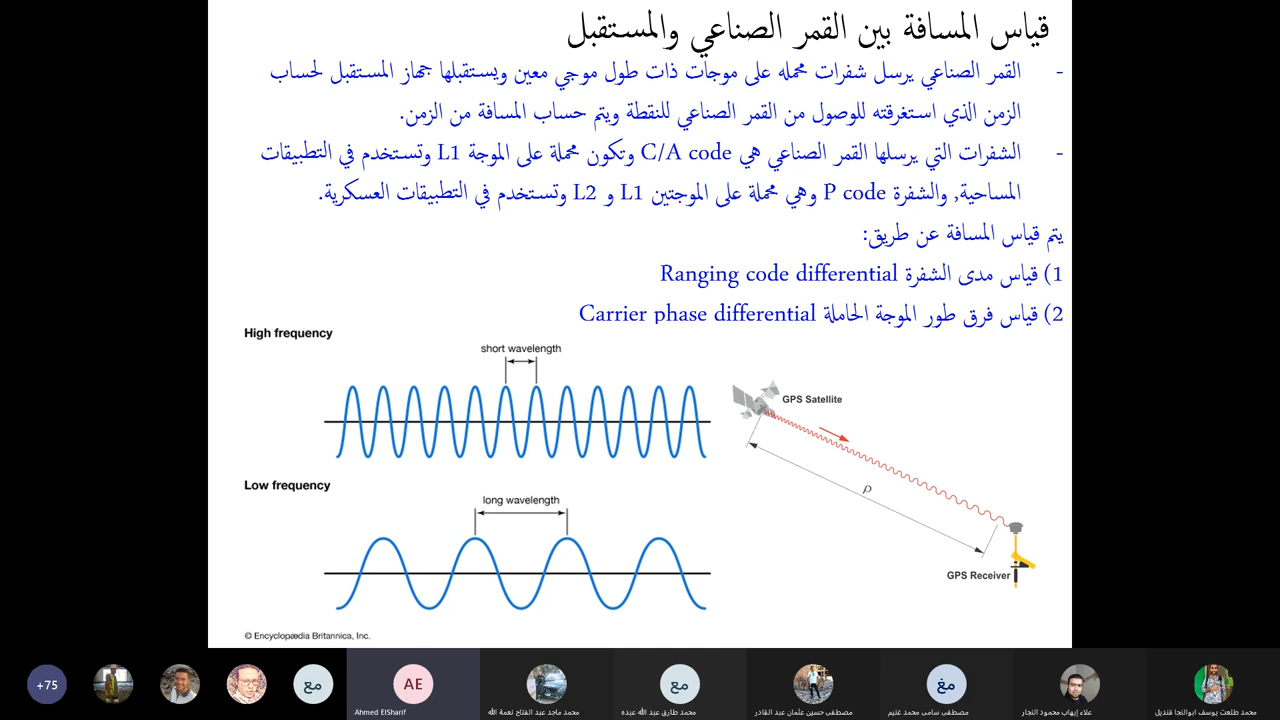 قياس المسافة بين القمر الصناعي والمستقبل
- القمر الصناعي يرسل شفرات محمله على موجات ذات طول موجي معين ويستقبلها جهاز المستقبل لحساب
الزمن الذي استغرقته للوصول من القمر الصناعي للنقطة ويتم حساب المسافة من الزمن.
- الشفرات التي يرسلها القمر الصناعي هي C/A code وتكون محملة على الموجة L1 وتستخدم في التطبيقات
المساحية, والشفرة P code وهي محملة على الموجتين L1 و L2 وتستخدم في التطبيقات العسكرية.
يتم قياس المسافة عن طريق:
1) قياس مدى الشفرة Ranging code differential
2) قياس فرق طور الموجة الحاملة Carrier phase differential
High frequency
short wavelength
GPS Satellite
Low frequency
long wavelength
ρ
GPS Receiver
© Encyclopædia Britannica, Inc.
+75
مع
AE
مع
مغ
Ahmed ElSharif
محمد ماجد عبد الفتاح نعمة الله
محمد طارق عبد الله عبده
مصطفى حسين عثمان عبد القادر
مصطفى سامى محمد غنيم
علاء إيهاب محمود النجار
محمد طلعت يوسف ابوالنجا قنديل